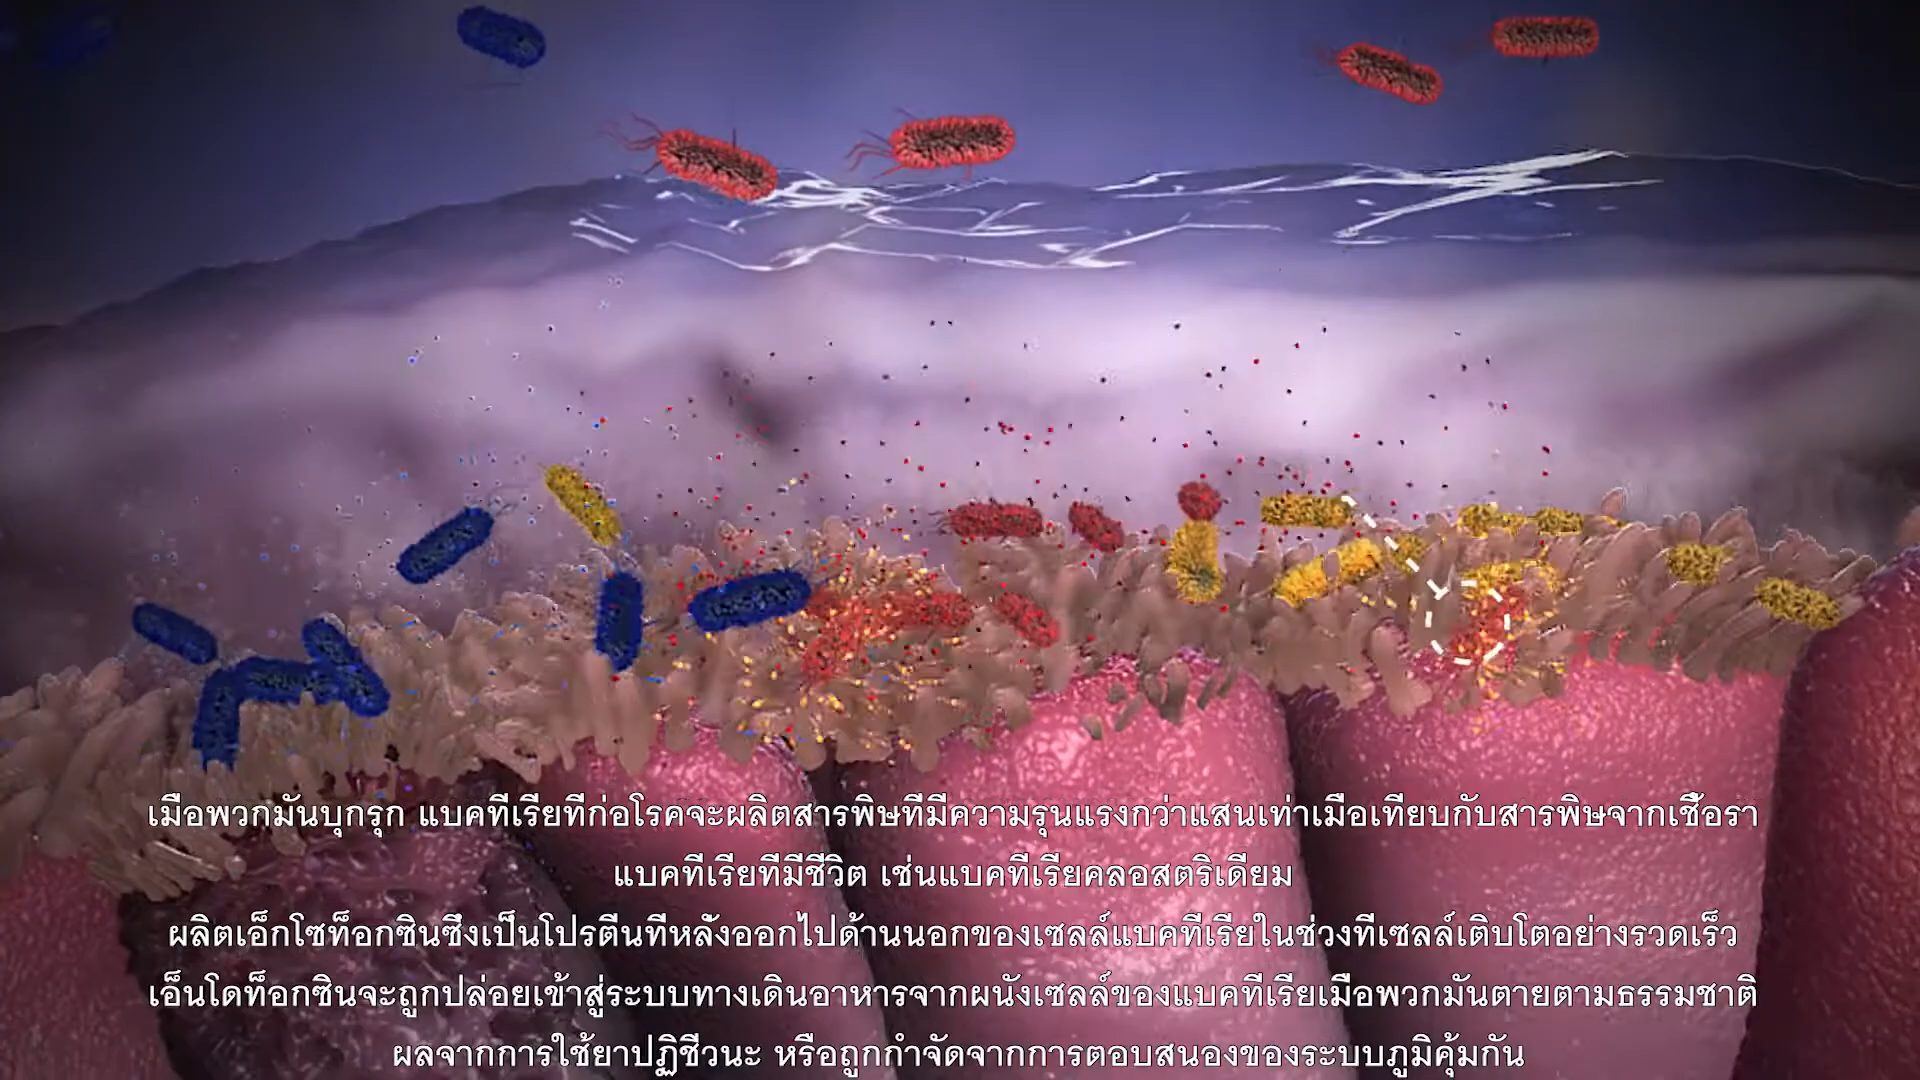 เมื่อพวกมันบุกรุก แบคทีเรียที่ก่อโรคจะผลิตสารพิษที่มีความรุนแรงกว่าแสนเท่าเมื่อเทียบกับสารพิษจากเชื้อรา
แบคทีเรียที่มีชีวิต เช่นแบคทีเรียคลอสตริเดียม
ผลิตเอ็กโซท็อกซินซึ่งเป็นโปรตีนที่หลั่งออกไปด้านนอกของเซลล์แบคทีเรียในช่วงที่เซลล์เติบโตอย่างรวดเร็ว
เอ็นโดท็อกซินจะถูกปล่อยเข้าสู่ระบบทางเดินอาหารจากผนังเซลล์ของแบคทีเรียเมื่อพวกมันตายตามธรรมชาติ
ผลจากการใช้ยาปฏิชีวนะ หรือถูกกำจัดจากการตอบสนองของระบบภูมิคุ้มกัน